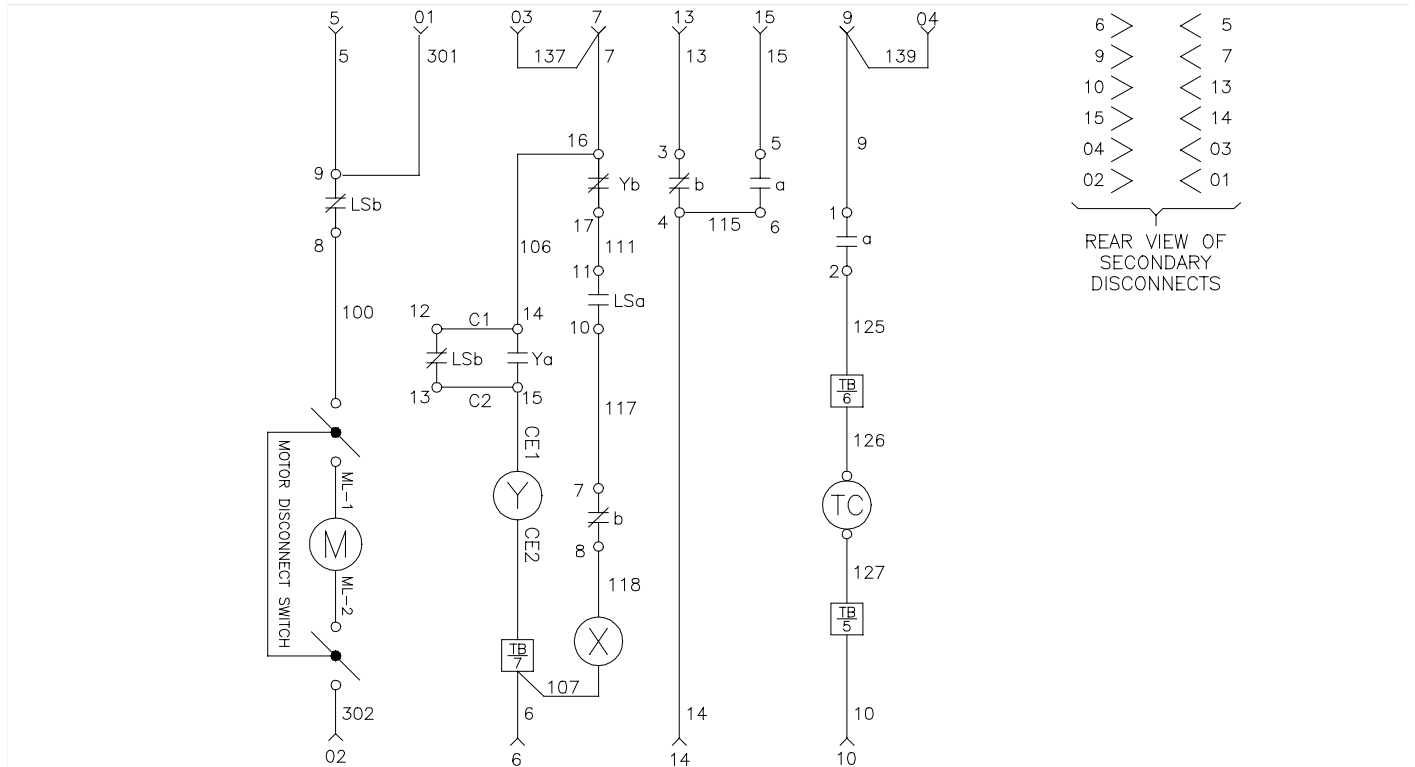 5 01 03 7 13 15 9 04
5 301 137 7 13 15 139
6 5
9 7
10 13
15 14
04 03
02 01
REAR VIEW OF
SECONDARY
DISCONNECTS
16 3 5 9
9 LSb Yb b a
8 17 4 115 6 1
106 111 a
11 2
LSa
100 12 C1 14 10 125
LSb Ya
13 C2 15 TB
6
117
CE1 126
MOTOR DISCONNECT SWITCH
ML-1
Y 7 TC
b
M CE2 8
118 127
ML-2
TB
5
TB
7
X
107
302 6 14 10
02 6 14 10